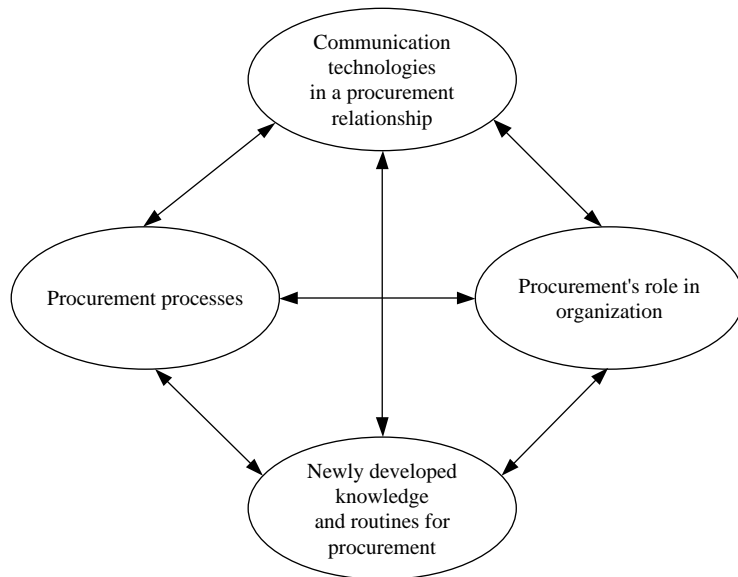 Communication
technologies
in a procurement
relationship
Procurement processes
Procurement's role in
organization
Newly developed
knowledge
and routines for
procurement